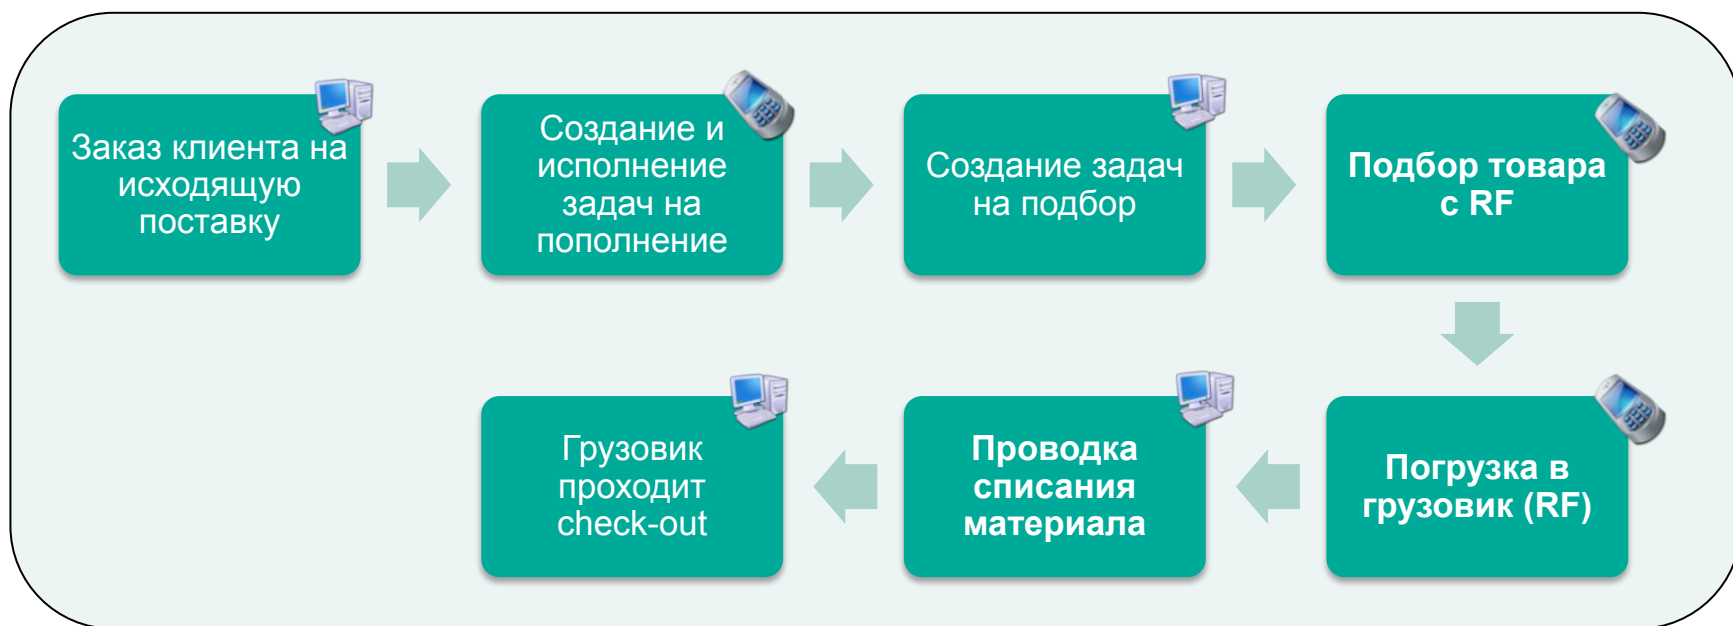 Заказ клиента на
исходящую
поставку
Создание и
исполнение
задач на
пополнение
Создание задач
на подбор
Подбор товара
с RF
Погрузка в
грузовик (RF)
Проводка
списания
материала
Грузовик
проходит
check-out